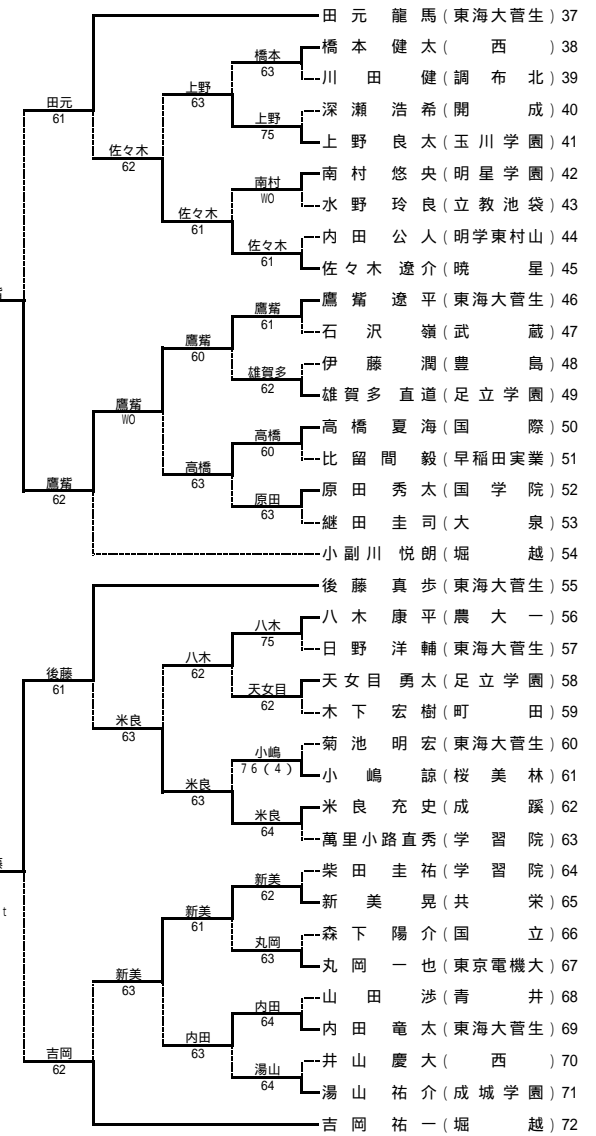 田元 龍馬 (東海大菅生) 37
橋本 健太 (西) 38
橋本
63
川田 健 (調布北) 39
上野
63
深瀬 浩希 (開成) 40
田元
61
上野
75
上野 良太 (玉川学園) 41
佐々木
62
南村 悠央 (明星学園) 42
南村
WO
水野 玲良 (立教池袋) 43
佐々木
61
内田 公人 (明学東村山) 44
佐々木
61
佐々木 遼介 (暁星) 45
鷹觜 遼平 (東海大菅生) 46
鷹觜
61
石沢 嶺 (武蔵) 47
鷹觜
60
伊藤 潤 (豊島) 48
雄賀多
62
雄賀多 直道 (足立学園) 49
鷹觜
WO
高橋 夏海 (国際) 50
高橋
60
比留間 毅 (早稲田実業) 51
高橋
63
原田 秀太 (国学院) 52
鷹觜
62
原田
63
継田 圭司 (大泉) 53
小副川 悦朗 (堀越) 54
後藤 真歩 (東海大菅生) 55
八木 康平 (農大一) 56
八木
75
日野 洋輔 (東海大菅生) 57
八木
62
天女目 勇太 (足立学園) 58
後藤
61
天女目
62
木下 宏樹 (町田) 59
米良
63
菊池 明宏 (東海大菅生) 60
小嶋
76(4)
小嶋 諒 (桜美林) 61
米良
63
米良 充史 (成蹊) 62
米良
64
萬里小路直秀 (学習院) 63
柴田 圭祐 (学習院) 64
新美
62
新美 晃 (共栄) 65
新美
61
t
森下 陽介 (国立) 66
丸岡
63
丸岡 一也 (東京電機大) 67
新美
63
山田 渉 (青井) 68
内田
64
内田 竜太 (東海大菅生) 69
内田
63
井山 慶大 (西) 70
吉岡
62
湯山
64
湯山 祐介 (成城学園) 71
吉岡 祐一 (堀越) 72